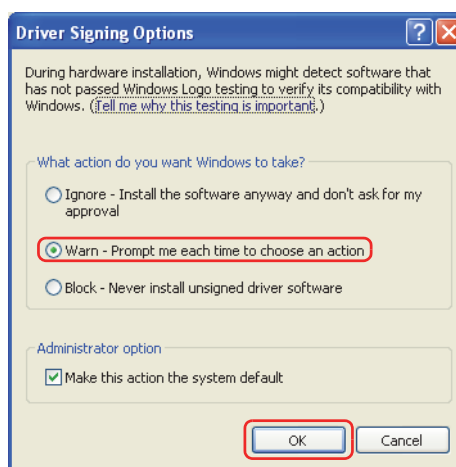 Driver Signing Options
During hardware installation, Windows might detect software that
has not passed Windows Logo testing to verify its compatibility with
Windows. (Tell me why this testing is important.)
What action do you want Windows to take?
Ignore - Install the software anyway and don't ask for my
approval
Warn - Prompt me each time to choose an action
Block - Never install unsigned driver software
Administrator option
Make this action the system default
OK
Cancel